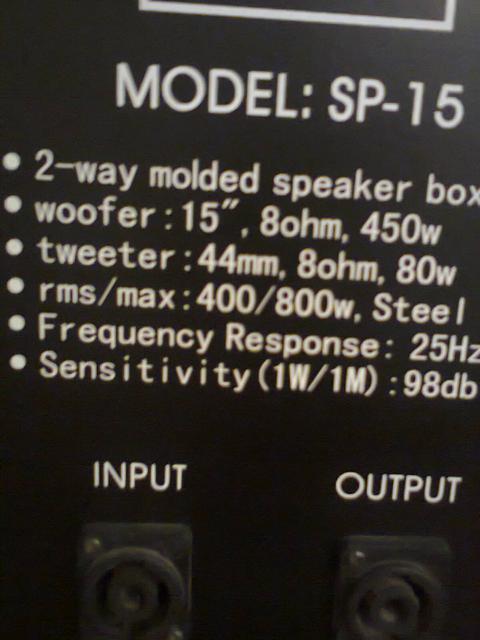 MODEL: SP-15
• 2-way molded speaker box
• woofer:15", 8ohm, 450w
• tweeter:44mm, 8ohm, 80w
• rms/max:400/800w, Steel
• Frequency Response: 25Hz
• Sensitivity(1W/1M):98db
INPUT
OUTPUT